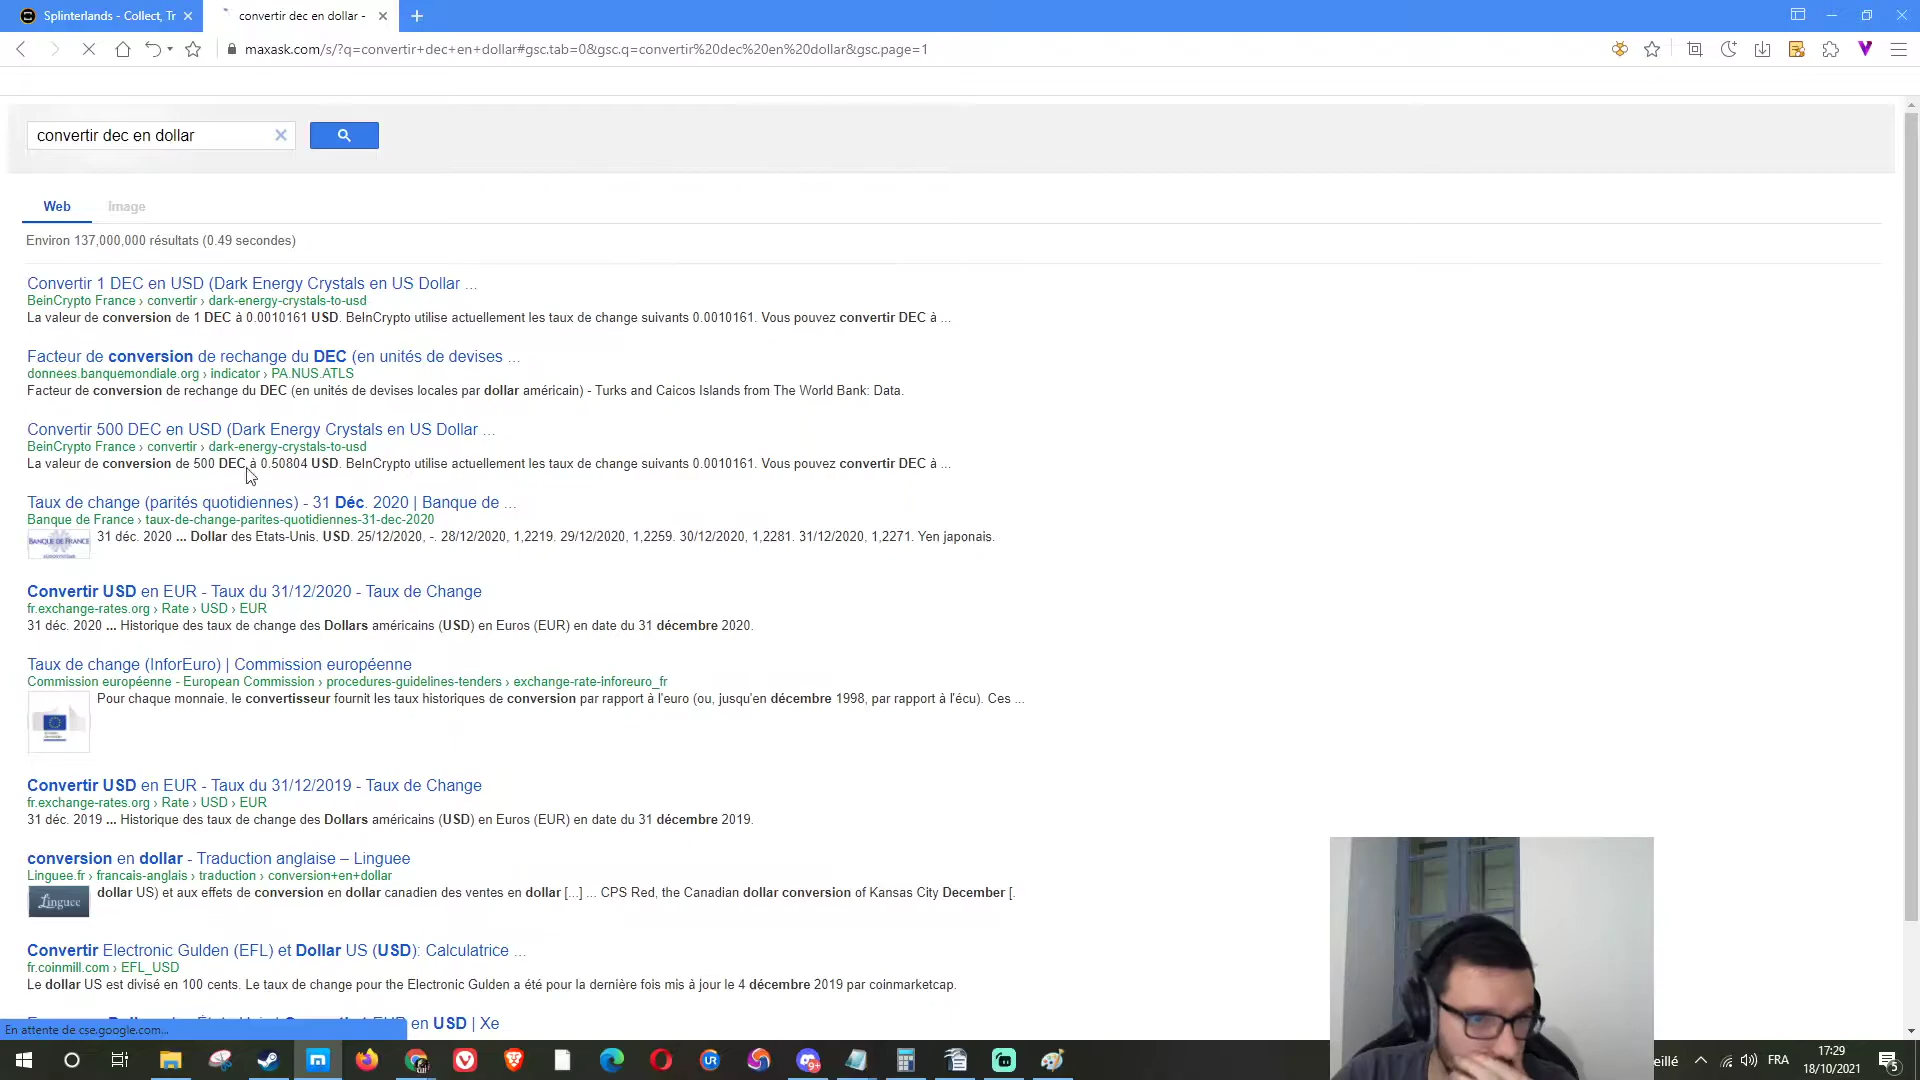 Splinterlands - Collect, Tr
convertir dec en dollar -
maxask.com/s/?q=convertir+dec+en+dollar#gsc.tab=0&gsc.q=convertir%20dec%20en%20dollar&gsc.page=1
convertir dec en dollar
Web
Image
Environ 137,000,000 résultats (0.49 secondes)
Convertir 1 DEC en USD (Dark Energy Crystals en US Dollar ...
BeinCrypto France › convertir › dark-energy-crystals-to-usd
La valeur de conversion de 1 DEC à 0.0010161 USD. BeInCrypto utilise actuellement les taux de change suivants 0.0010161. Vous pouvez convertir DEC à ...
Facteur de conversion de rechange du DEC (en unités de devises ...
donnees.banquemondiale.org › indicator › PA.NUS.ATLS
Facteur de conversion de rechange du DEC (en unités de devises locales par dollar américain) - Turks and Caicos Islands from The World Bank: Data.
Convertir 500 DEC en USD (Dark Energy Crystals en US Dollar ...
BeinCrypto France › convertir › dark-energy-crystals-to-usd
La valeur de conversion de 500 DEC à 0.50804 USD. BeInCrypto utilise actuellement les taux de change suivants 0.0010161. Vous pouvez convertir DEC à ...
Taux de change (parités quotidiennes) - 31 Déc. 2020 | Banque de ...
Banque de France › taux-de-change-parites-quotidiennes-31-dec-2020
BANQUE DE FRANCE
31 déc. 2020 ... Dollar des Etats-Unis. USD. 25/12/2020, -. 28/12/2020, 1,2219. 29/12/2020, 1,2259. 30/12/2020, 1,2281. 31/12/2020, 1,2271. Yen japonais.
Convertir USD en EUR - Taux du 31/12/2020 - Taux de Change
fr.exchange-rates.org › Rate › USD › EUR
31 déc. 2020 ... Historique des taux de change des Dollars américains (USD) en Euros (EUR) en date du 31 décembre 2020.
Taux de change (InforEuro) | Commission européenne
Commission européenne - European Commission › procedures-guidelines-tenders › exchange-rate-inforeuro_fr
Pour chaque monnaie, le convertisseur fournit les taux historiques de conversion par rapport à l'euro (ou, jusqu'en décembre 1998, par rapport à l'écu). Ces ...
Convertir USD en EUR - Taux du 31/12/2019 - Taux de Change
fr.exchange-rates.org › Rate › USD › EUR
31 déc. 2019 ... Historique des taux de change des Dollars américains (USD) en Euros (EUR) en date du 31 décembre 2019.
conversion en dollar - Traduction anglaise – Linguee
Linguee.fr › francais-anglais › traduction › conversion+en+dollar
Linguee
dollar US) et aux effets de conversion en dollar canadien des ventes en dollar [...] ... CPS Red, the Canadian dollar conversion of Kansas City December [.
Convertir Electronic Gulden (EFL) et Dollar US (USD): Calculatrice ...
fr.coinmill.com › EFL_USD
Le dollar US est divisé en 100 cents. Le taux de change pour the Electronic Gulden a été pour la dernière fois mis à jour le 4 décembre 2019 par coinmarketcap.
en USD | Xe
En attente de cse.google.com...
eillé
FRA
17:29
18/10/2021
5